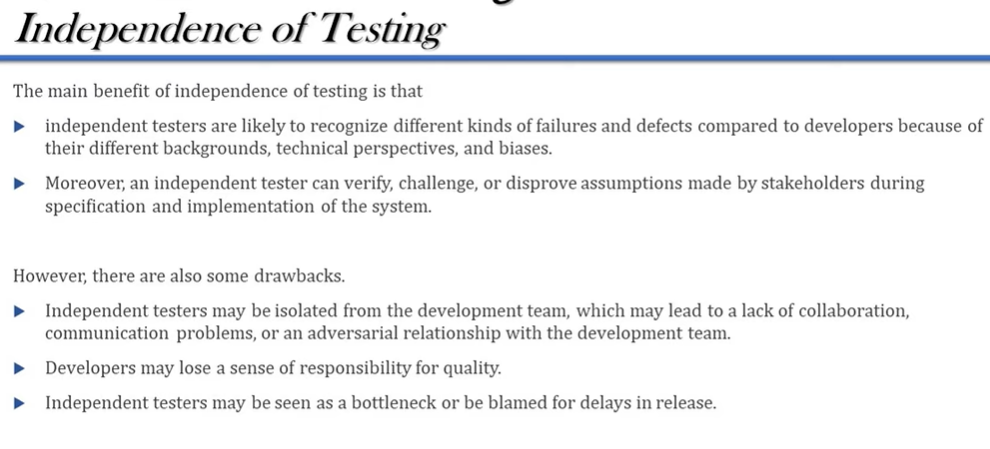 Independence of Testing
The main benefit of independence of testing is that
independent testers are likely to recognize different kinds of failures and defects compared to developers because of
their different backgrounds, technical perspectives, and biases.
Moreover, an independent tester can verify, challenge, or disprove assumptions made by stakeholders during
specification and implementation of the system.
However, there are also some drawbacks.
Independent testers may be isolated from the development team, which may lead to a lack of collaboration,
communication problems, or an adversarial relationship with the development team.
Developers may lose a sense of responsibility for quality.
Independent testers may be seen as a bottleneck or be blamed for delays in release.